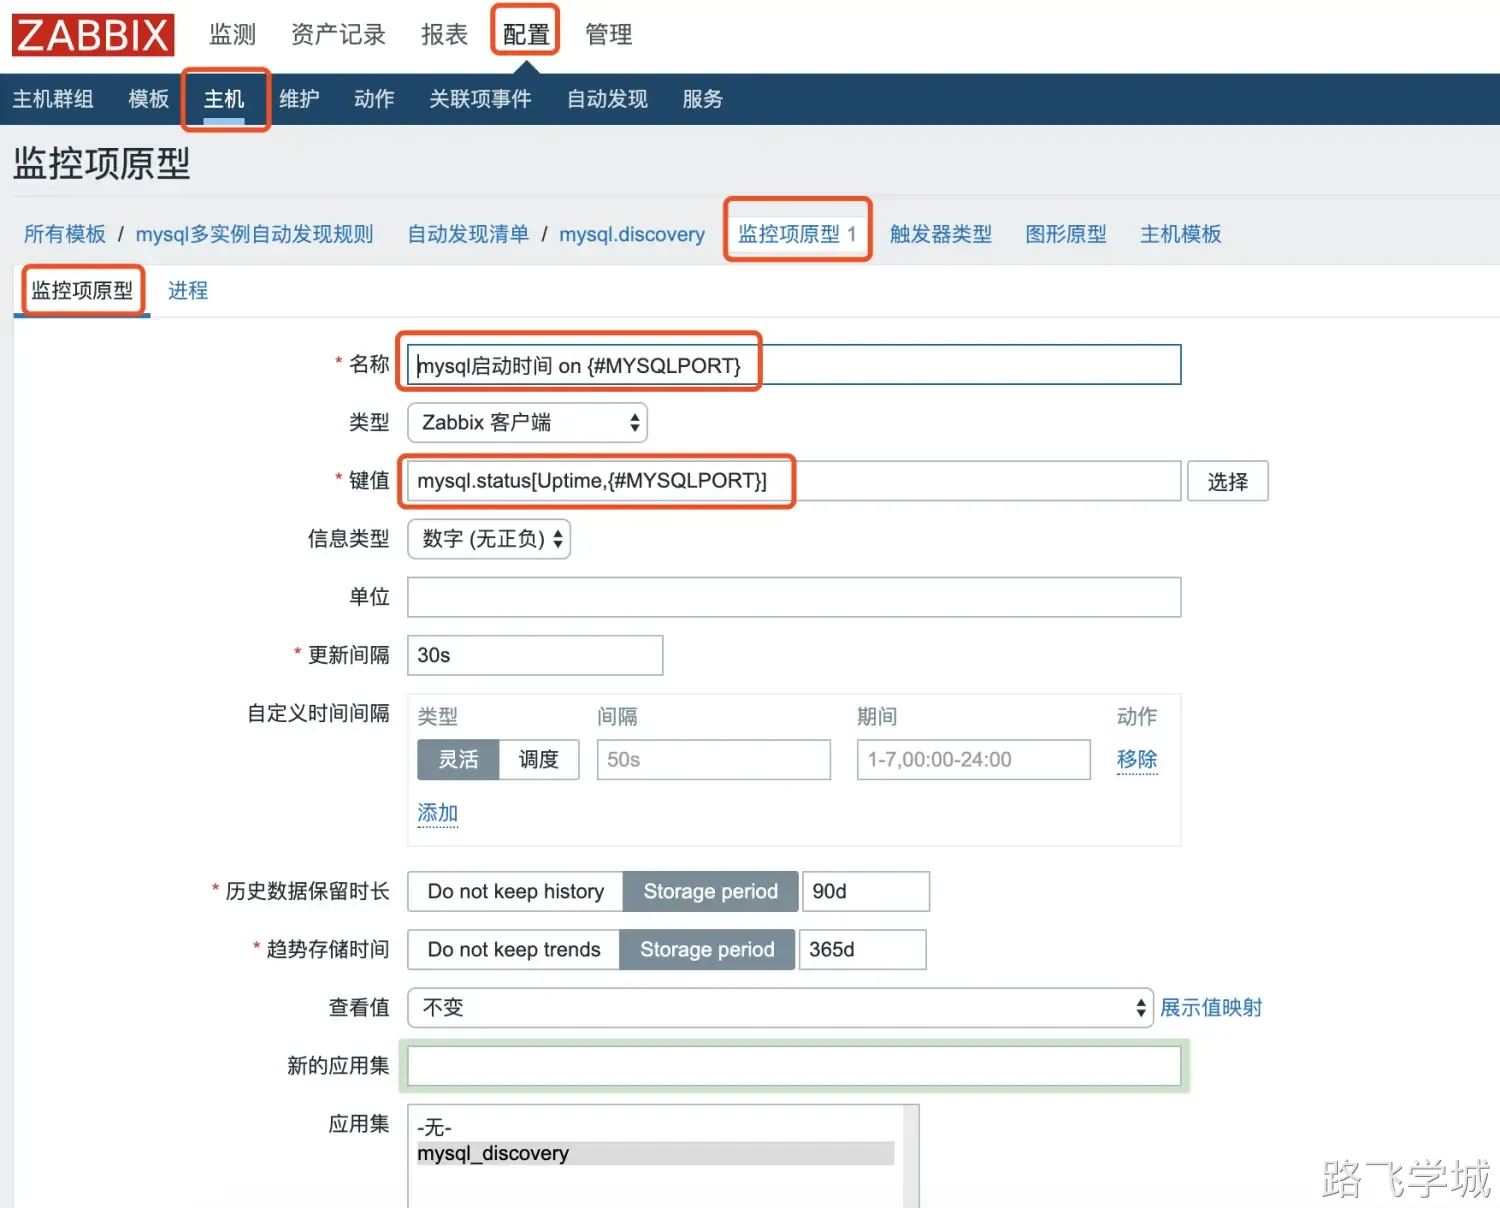 ZABBIX 监测 资产记录 报表 配置 管理
主机群组 模板 主机 维护 动作 关联项事件 自动发现 服务
监控项原型
所有模板 / mysql多实例自动发现规则 自动发现清单 / mysql.discovery 监控项原型 1 触发器类型 图形原型 主机模板
监控项原型 进程
* 名称 mysql启动时间 on {#MYSQLPORT}
类型 Zabbix 客户端
* 键值 mysql.status[Uptime,{#MYSQLPORT}] 选择
信息类型 数字 (无正负)
单位
* 更新间隔 30s
自定义时间间隔 类型 间隔 期间 动作
灵活 调度 50s 1-7,00:00-24:00 移除
添加
* 历史数据保留时长 Do not keep history Storage period 90d
* 趋势存储时间 Do not keep trends Storage period 365d
查看值 不变 展示值映射
新的应用集
应用集 -无-
mysql_discovery
路飞学城